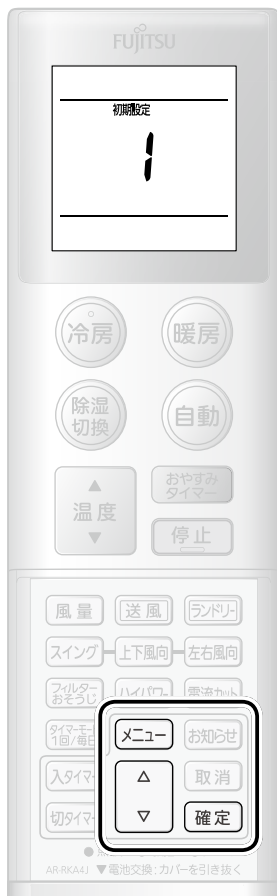 FUJITSU
初期設定
1
冷房 暖房
除湿
切換
自動
▲
温度
▼
おやすみ
タイマー
停止
風量 送風 ランドリー
スイング 上下風向 左右風向
フィルター
おそうじ
ハイパワー 電流カット
タイマーモード
1回/毎日
メニュー お知らせ
入タイマー △ 取消
切タイマー ▽ 確定
AR-RKA4J ▼電池交換:カバーを引き抜く